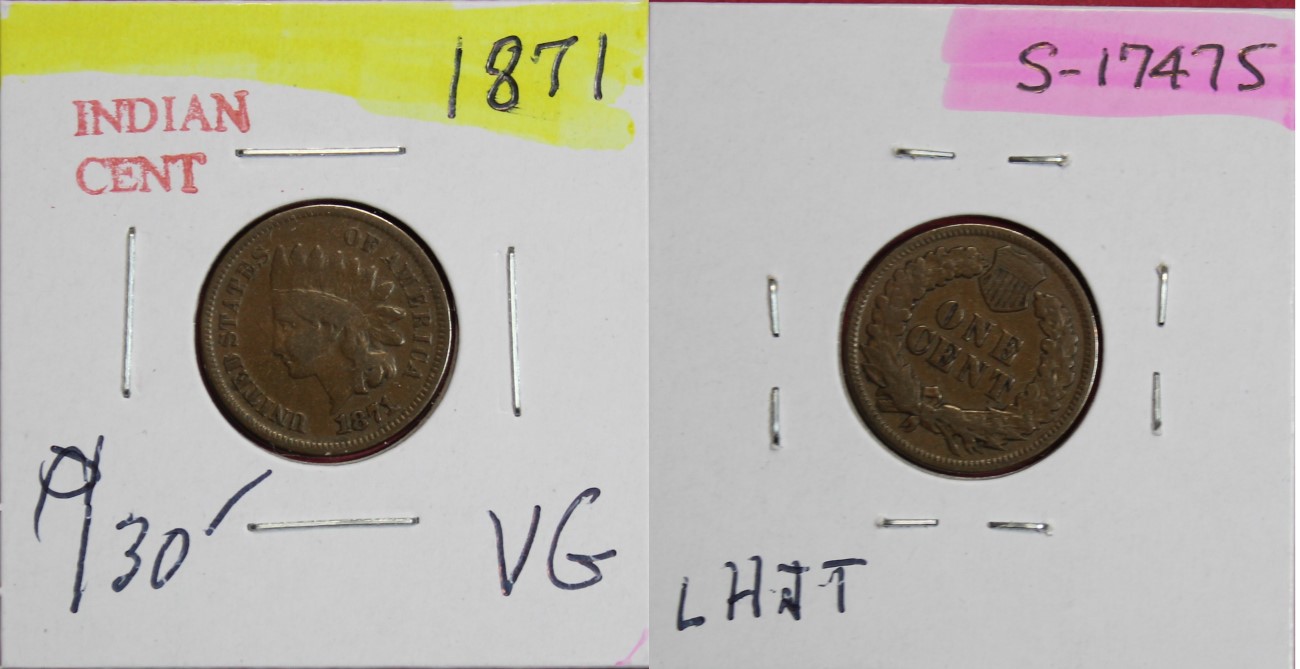 1871
INDIAN
CENT
UNITED STATES OF AMERICA
1871
30
VG
S-17475
ONE
CENT